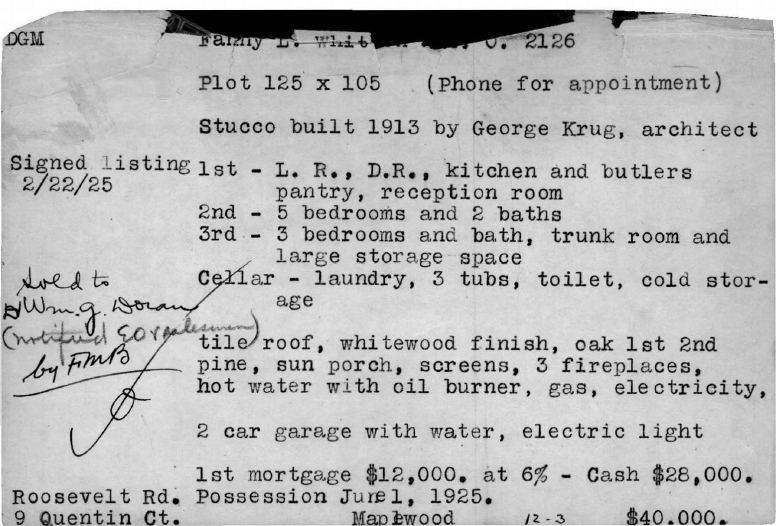 DGM Fanny L. O. 2126
Plot 125 x 105 (Phone for appointment)
Stucco built 1913 by George Krug, architect
Signed listing
2/22/25
1st - L. R., D.R., kitchen and butlers
pantry, reception room
2nd - 5 bedrooms and 2 baths
3rd - 3 bedrooms and bath, trunk room and
large storage space
Cellar - laundry, 3 tubs, toilet, cold stor-
age
Sold to
Wm. G. Doran
(notified salesmen)
by FMB
tile roof, whitewood finish, oak 1st 2nd
pine, sun porch, screens, 3 fireplaces,
hot water with oil burner, gas, electricity,
2 car garage with water, electric light
1st mortgage $12,000. at 6% - Cash $28,000.
Roosevelt Rd. Possession June1, 1925.
9 Quentin Ct. Maplewood 12-3 $40.000.